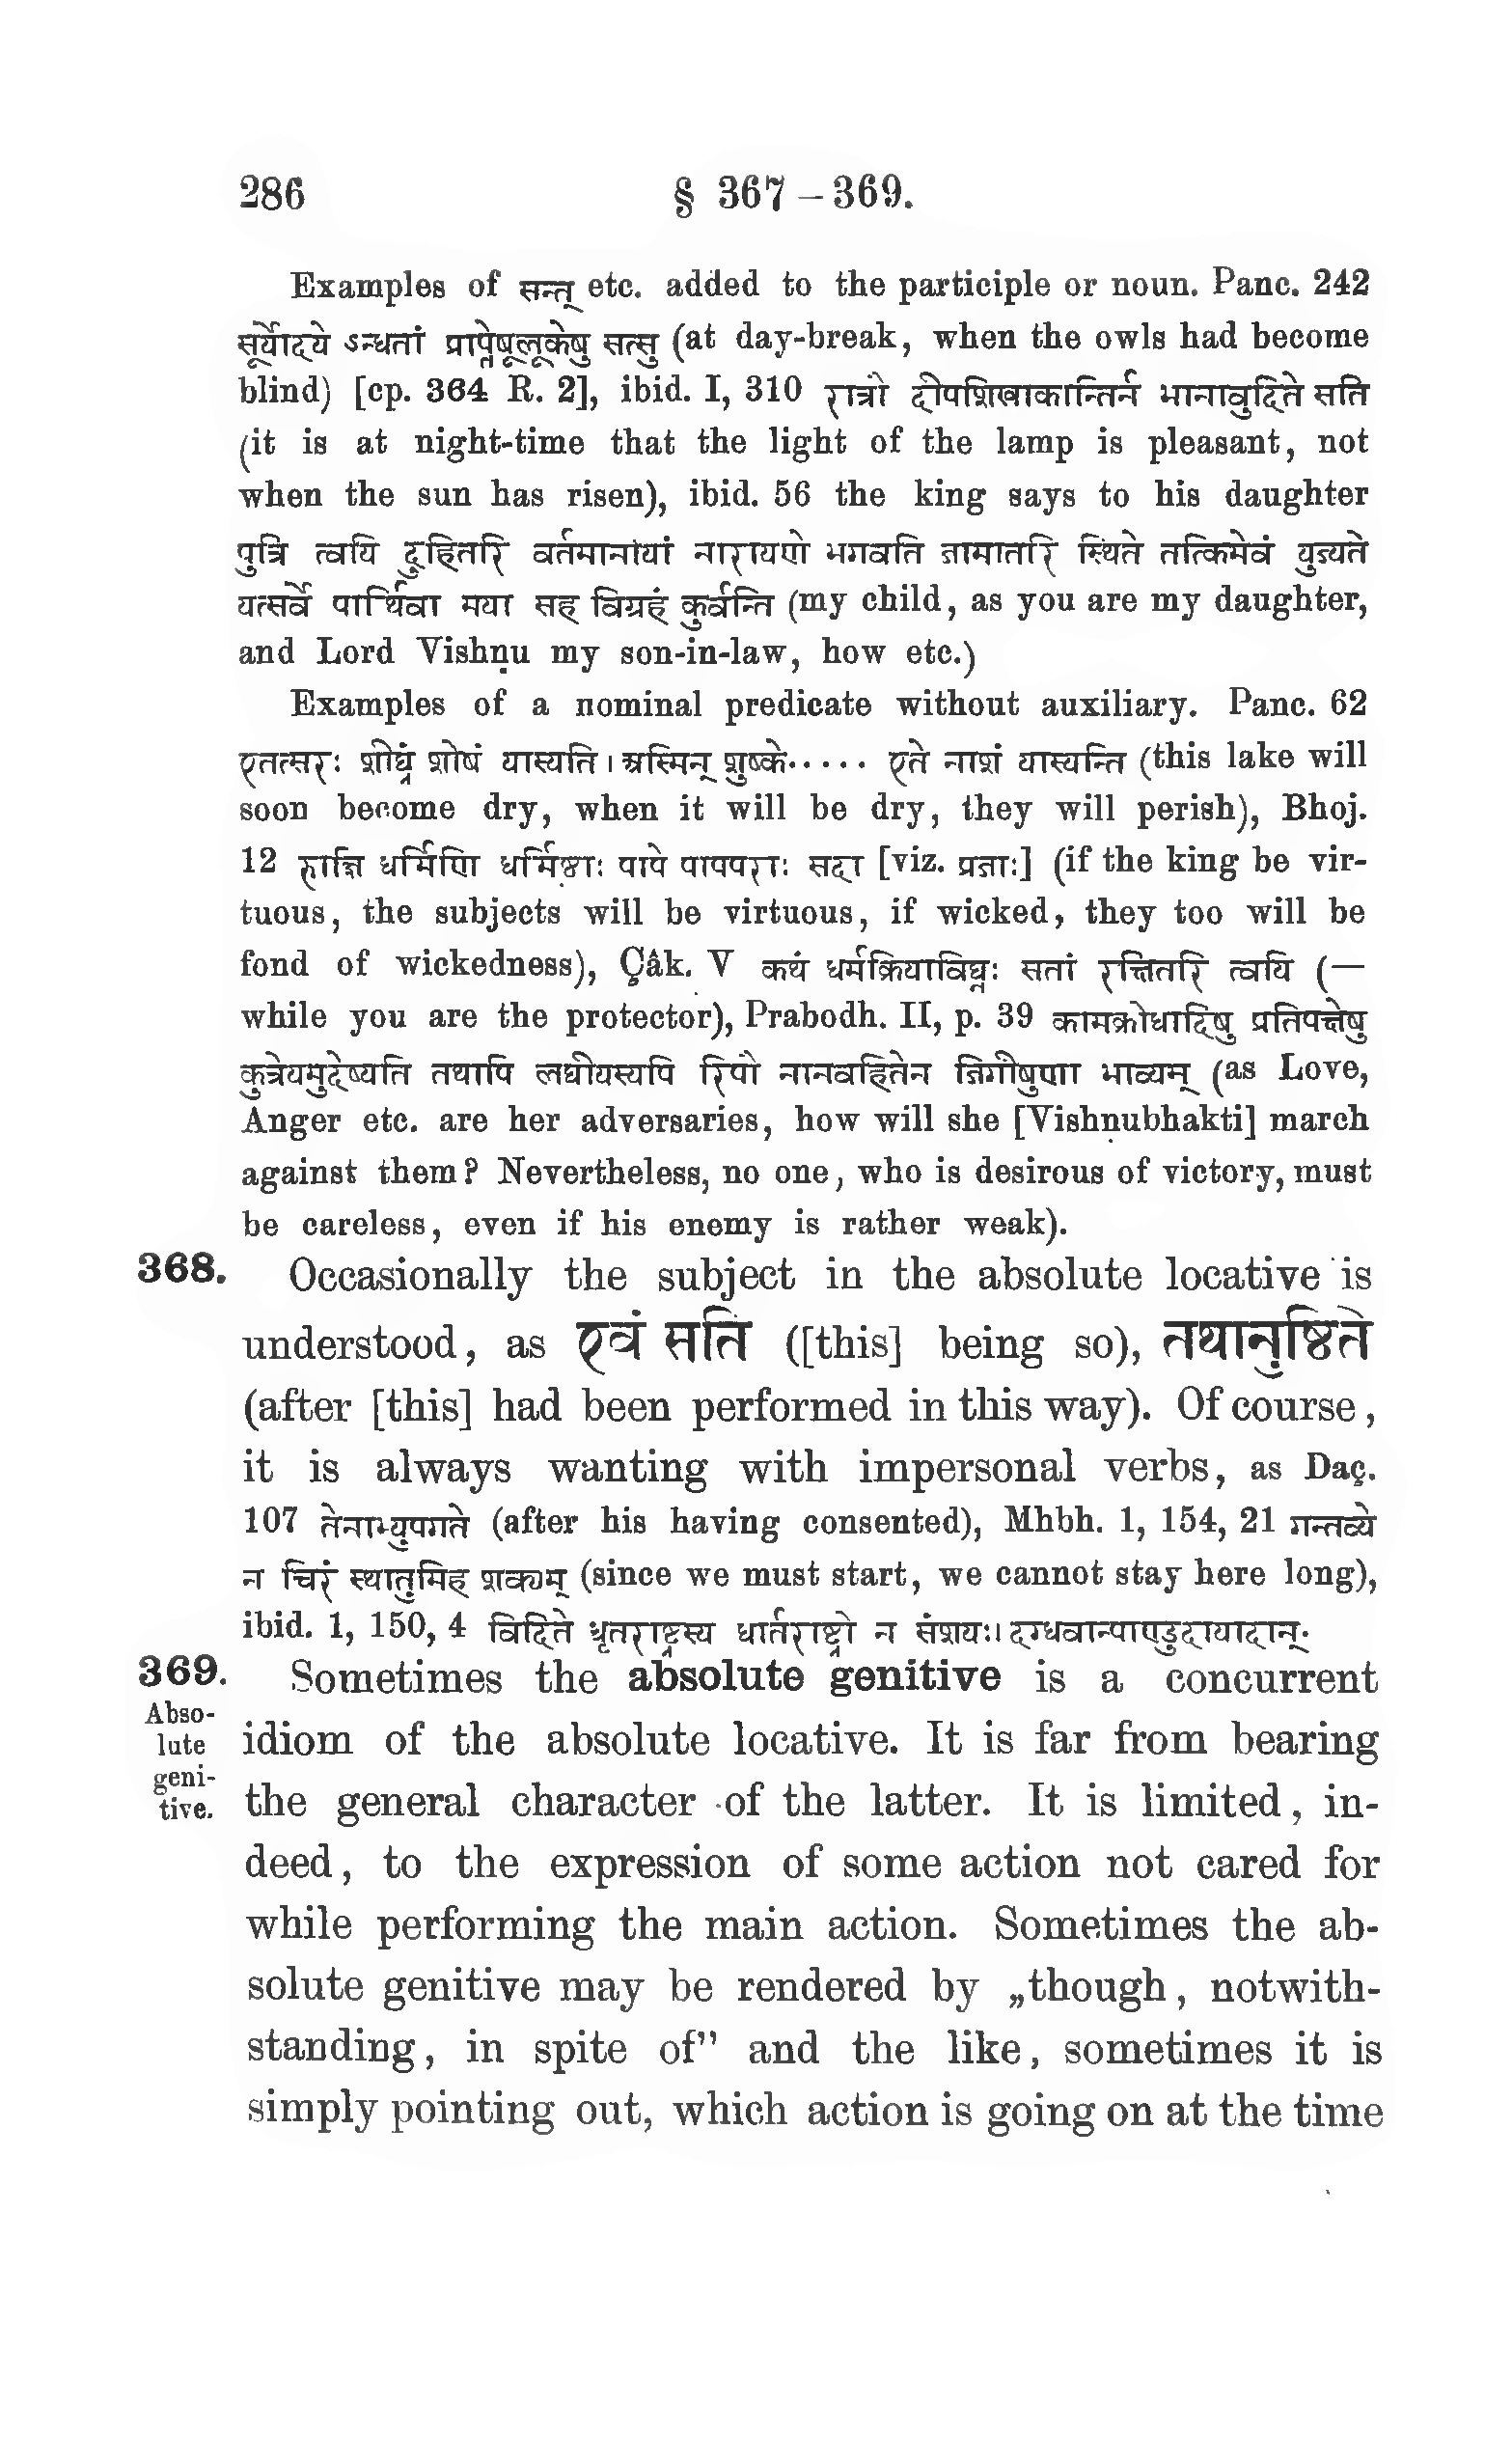 286 § 367 – 369.
Examples of सन्त् etc. added to the participle or noun. Panc. 242
सूर्योदये ऽन्धतां प्राप्तेषूलूकेषु सत्सु (at day-break, when the owls had become
blind) [cp. 364 R. 2], ibid. I, 310 रात्रौ दीपशिखाकान्तिर्न भानावुदिते सति
(it is at night-time that the light of the lamp is pleasant, not
when the sun has risen), ibid. 56 the king says to his daughter
पुत्रि त्वयि दुहितरि वर्तमानायां नारायणे भगवति जामातरि स्थिते तत्किमेवं युज्यते
यत्सर्वे पार्थिवा मया सह विग्रहं कुर्वन्ति (my child, as you are my daughter,
and Lord Vishṇu my son-in-law, how etc.)
Examples of a nominal predicate without auxiliary. Panc. 62
एतत्सरः शीघ्रं शोषं यास्यति । अस्मिन् शुष्के..... एते नाशं यास्यन्ति (this lake will
soon become dry, when it will be dry, they will perish), Bhoj.
12 राज्ञि धर्मिणि धर्मिष्ठाः पापे पापपराः सदा [viz. प्रजाः] (if the king be vir-
tuous, the subjects will be virtuous, if wicked, they too will be
fond of wickedness), Çâk. V कथं धर्मक्रियाविघ्नः सतां रक्षितरि त्वयि (—
while you are the protector), Prabodh. II, p. 39 कामक्रोधादिषु प्रतिपक्षेषु
कुत्रेयमुदेष्यति तथापि लघीयस्यपि रिपौ नानवहितेन जिगीषुणा भाव्यम् (as Love,
Anger etc. are her adversaries, how will she [Vishṇubhakti] march
against them? Nevertheless, no one, who is desirous of victory, must
be careless, even if his enemy is rather weak).
368. Occasionally the subject in the absolute locative is
understood, as एवं सति ([this] being so), तथानुष्ठिते
(after [this] had been performed in this way). Of course,
it is always wanting with impersonal verbs, as Daç.
107 तेनाभ्युपगते (after his having consented), Mhbh. 1, 154, 21 गन्तव्ये
न चिरं स्थातुमिह शक्यम् (since we must start, we cannot stay here long),
ibid. 1, 150, 4 विदिते धृतराष्ट्रस्य धार्तराष्ट्रो न संशयः। दग्धवान्पाण्डुदायादान्.
369. Sometimes the absolute genitive is a concurrent
Abso-
lute
geni-
tive.
idiom of the absolute locative. It is far from bearing
the general character of the latter. It is limited, in-
deed, to the expression of some action not cared for
while performing the main action. Sometimes the ab-
solute genitive may be rendered by „though, notwith-
standing, in spite of” and the like, sometimes it is
simply pointing out, which action is going on at the time